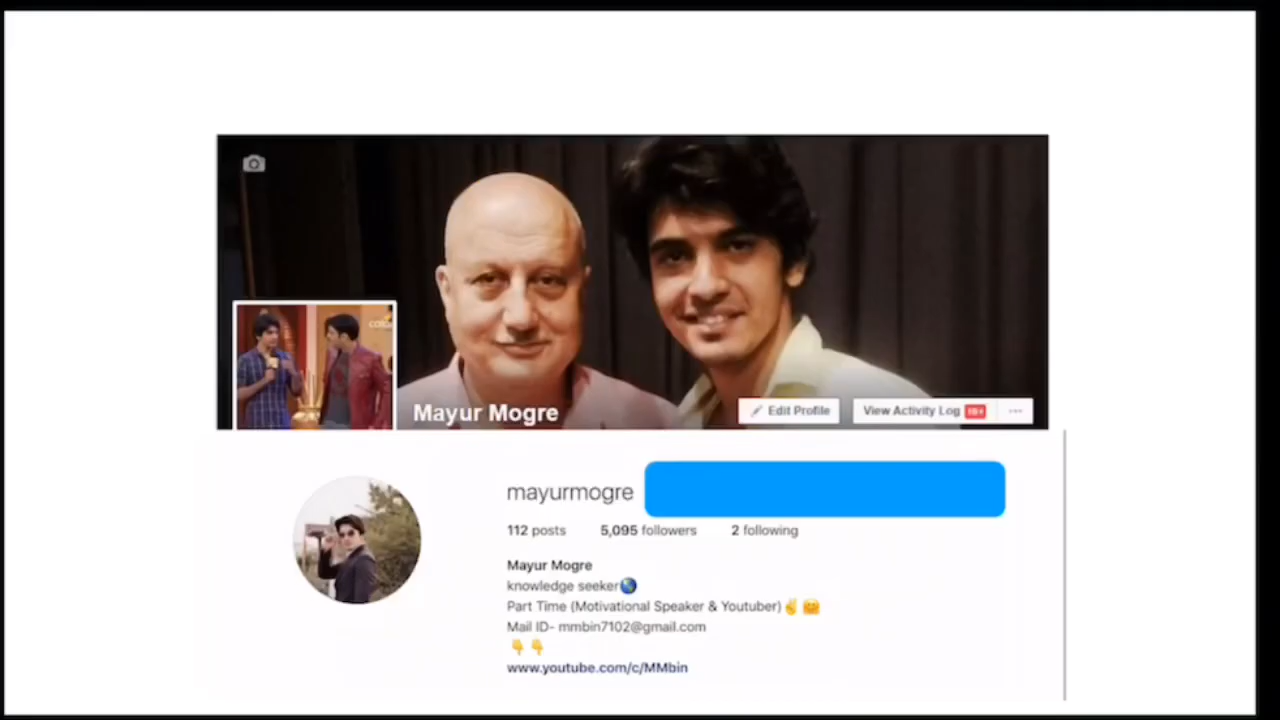 Mayur Mogre
Edit Profile
View Activity Log 10+
mayurmogre
112 posts 5,095 followers 2 following
Mayur Mogre
knowledge seeker🌏
Part Time (Motivational Speaker & Youtuber)✌️🤗
Mail ID- mmbin7102@gmail.com
👇👇
www.youtube.com/c/MMbin